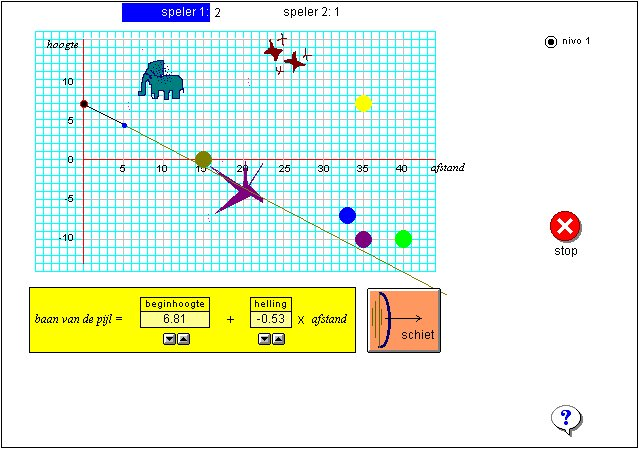 speler 1: 2 speler 2: 1
hoogte
nivo 1
10
5
0 5 10 15 20 25 30 35 40 afstand
-5
-10
stop
beginhoogte helling
baan van de pijl = 6.81 + -0.53 x afstand
schiet
?